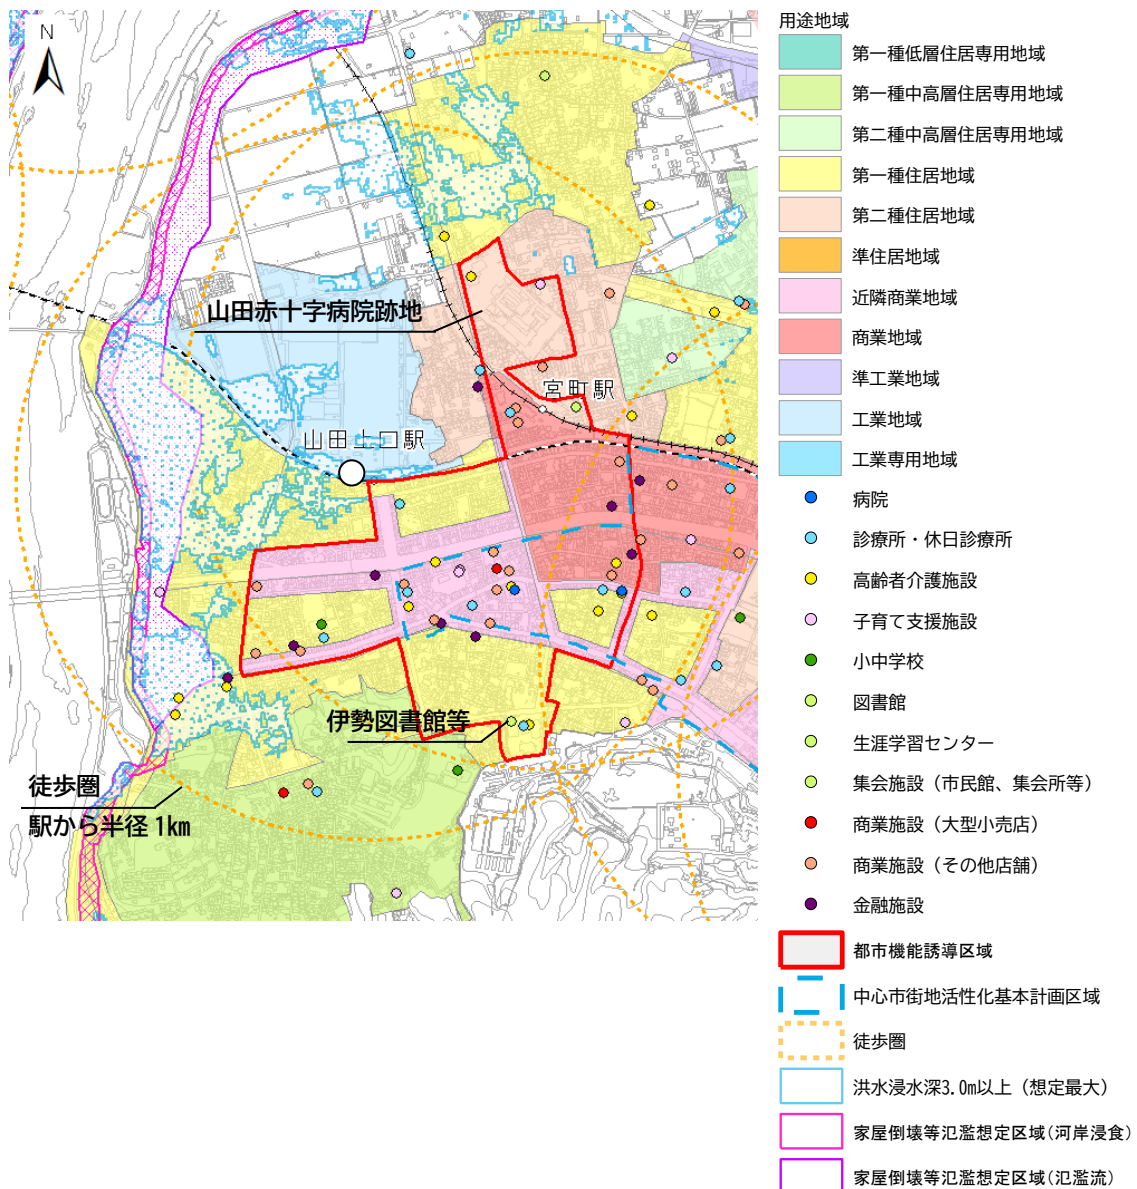 N
山田赤十字病院跡地
宮町駅
山田上口駅
伊勢図書館等
徒歩圏
駅から半径1km
用途地域
第一種低層住居専用地域
第一種中高層住居専用地域
第二種中高層住居専用地域
第一種住居地域
第二種住居地域
準住居地域
近隣商業地域
商業地域
準工業地域
工業地域
工業専用地域
病院
診療所・休日診療所
高齢者介護施設
子育て支援施設
小中学校
図書館
生涯学習センター
集会施設（市民館、集会所等）
商業施設（大型小売店）
商業施設（その他店舗）
金融施設
都市機能誘導区域
中心市街地活性化基本計画区域
徒歩圏
洪水浸水深3.0m以上（想定最大）
家屋倒壊等氾濫想定区域(河岸浸食)
家屋倒壊等氾濫想定区域(氾濫流)